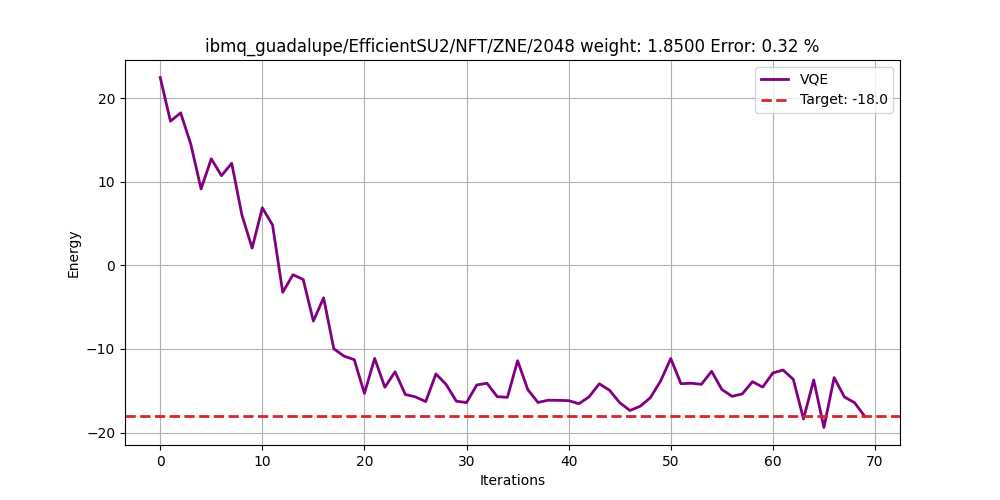 ibmq_guadalupe/EfficientSU2/NFT/ZNE/2048 weight: 1.8500 Error: 0.32 %
VQE
Target: -18.0
Energy
20
10
0
−10
−20
0 10 20 30 40 50 60 70
Iterations